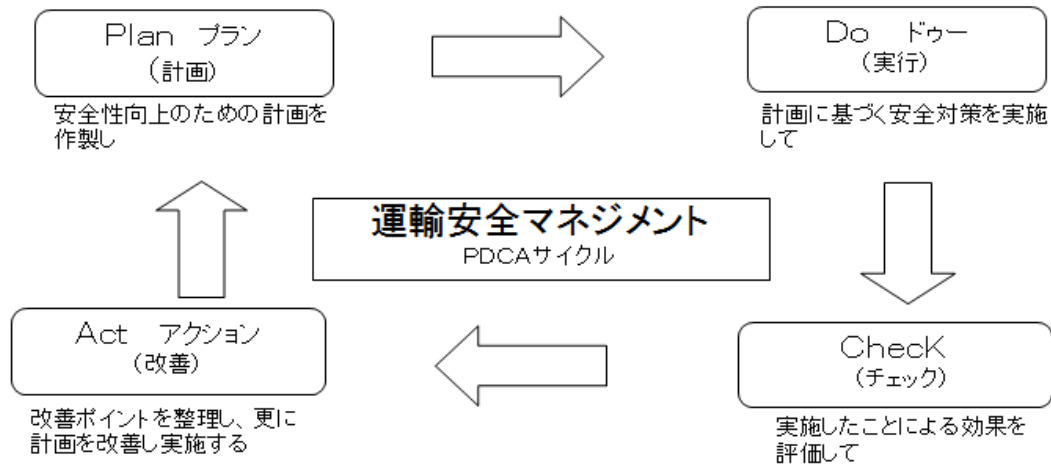 Plan プラン
(計画)
安全性向上のための計画を
作製し
Do ドゥー
(実行)
計画に基づく安全対策を実施
して
運輸安全マネジメント
PDCAサイクル
Act アクション
(改善)
改善ポイントを整理し、更に
計画を改善し実施する
ChecK
(チェック)
実施したことによる効果を
評価して